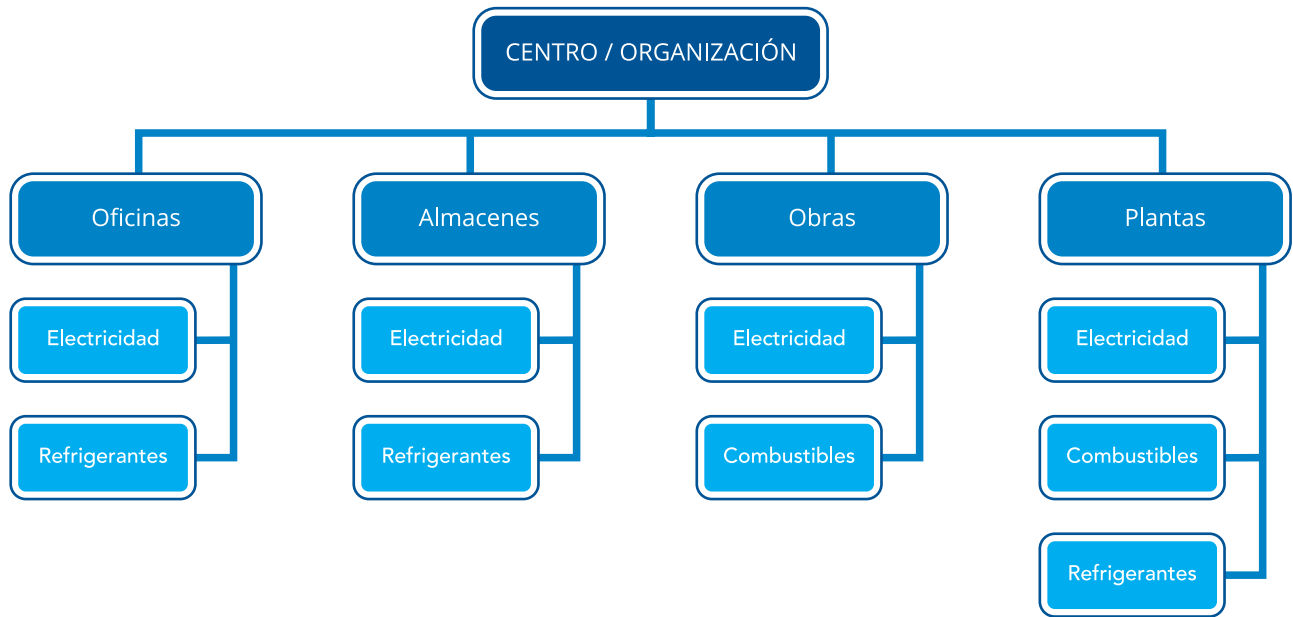 CENTRO / ORGANIZACIÓN
Oficinas
Electricidad
Refrigerantes
Almacenes
Electricidad
Refrigerantes
Obras
Electricidad
Combustibles
Plantas
Electricidad
Combustibles
Refrigerantes